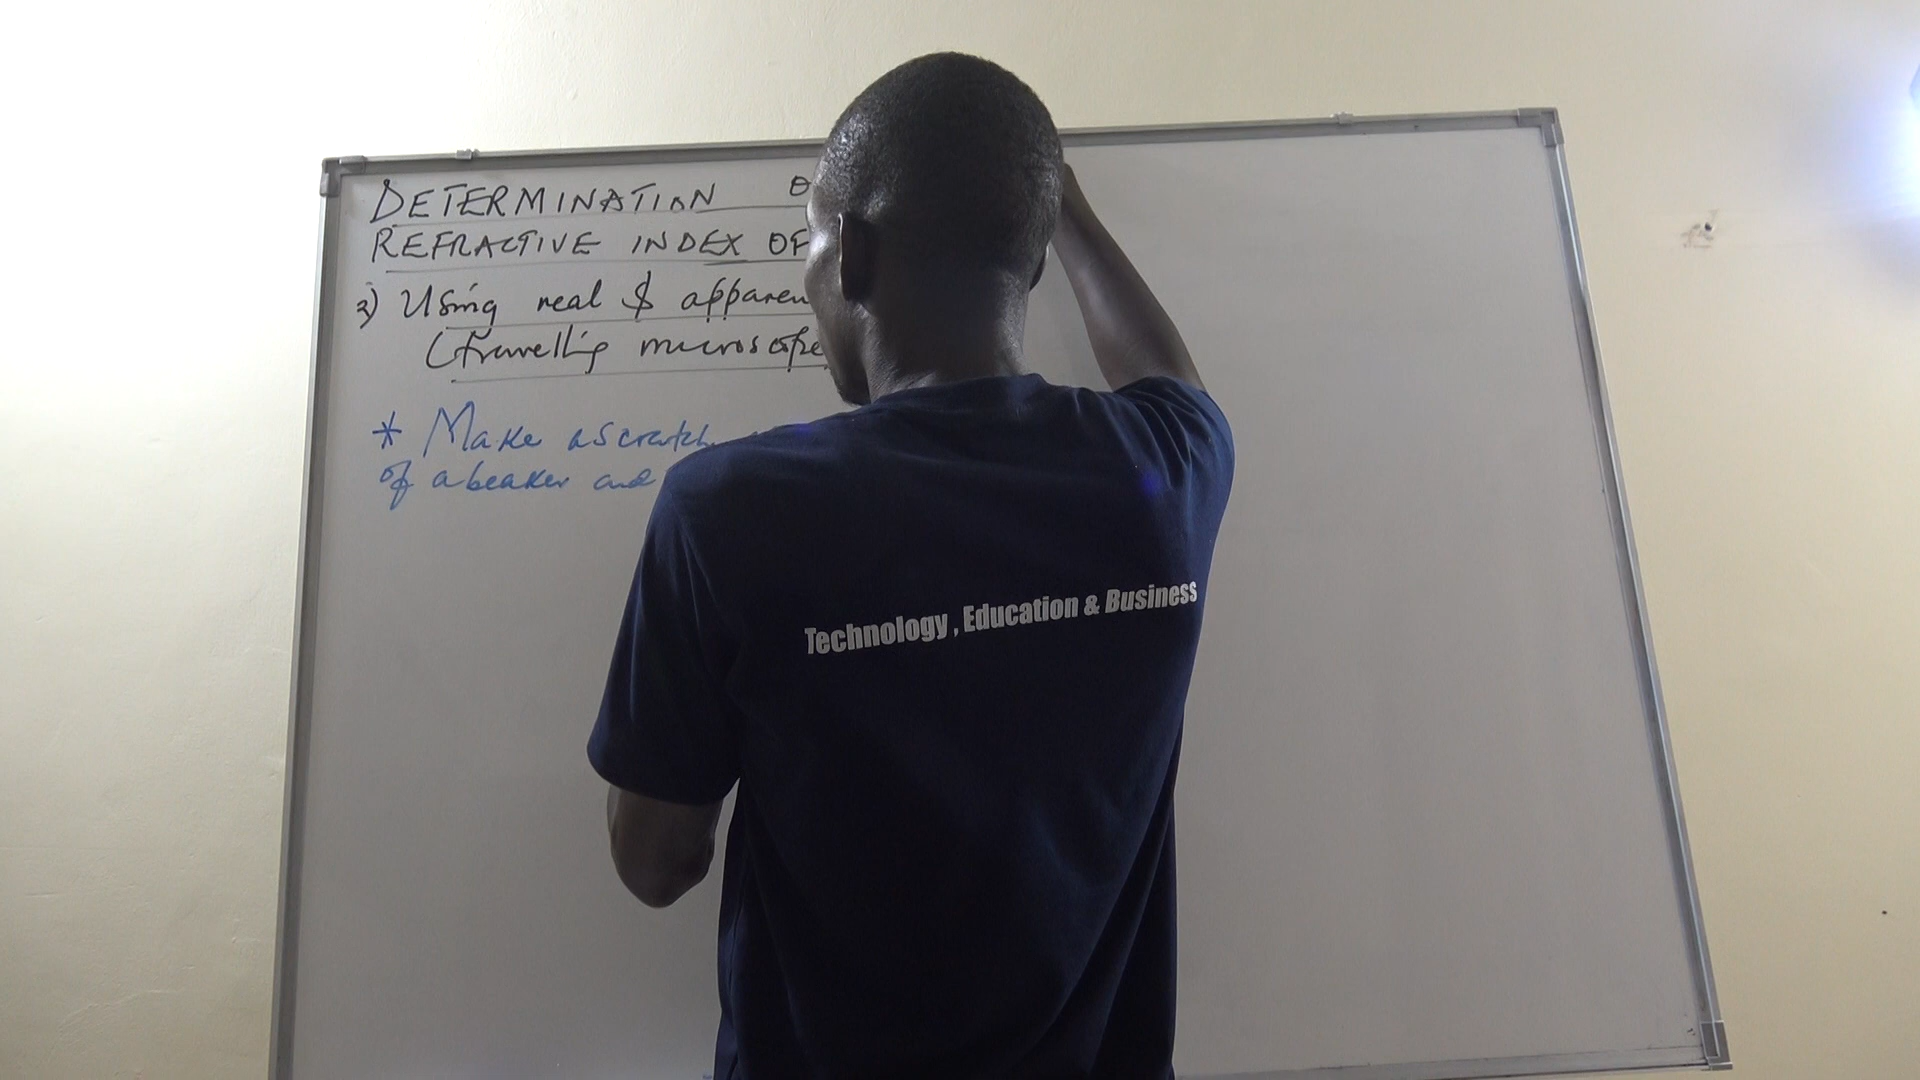 DETERMINATION O
REFRACTIVE INDEX OF
2) Using real & apparen
(travelling microscope
* Make a scratch
of a beaker and
Technology, Education & Business